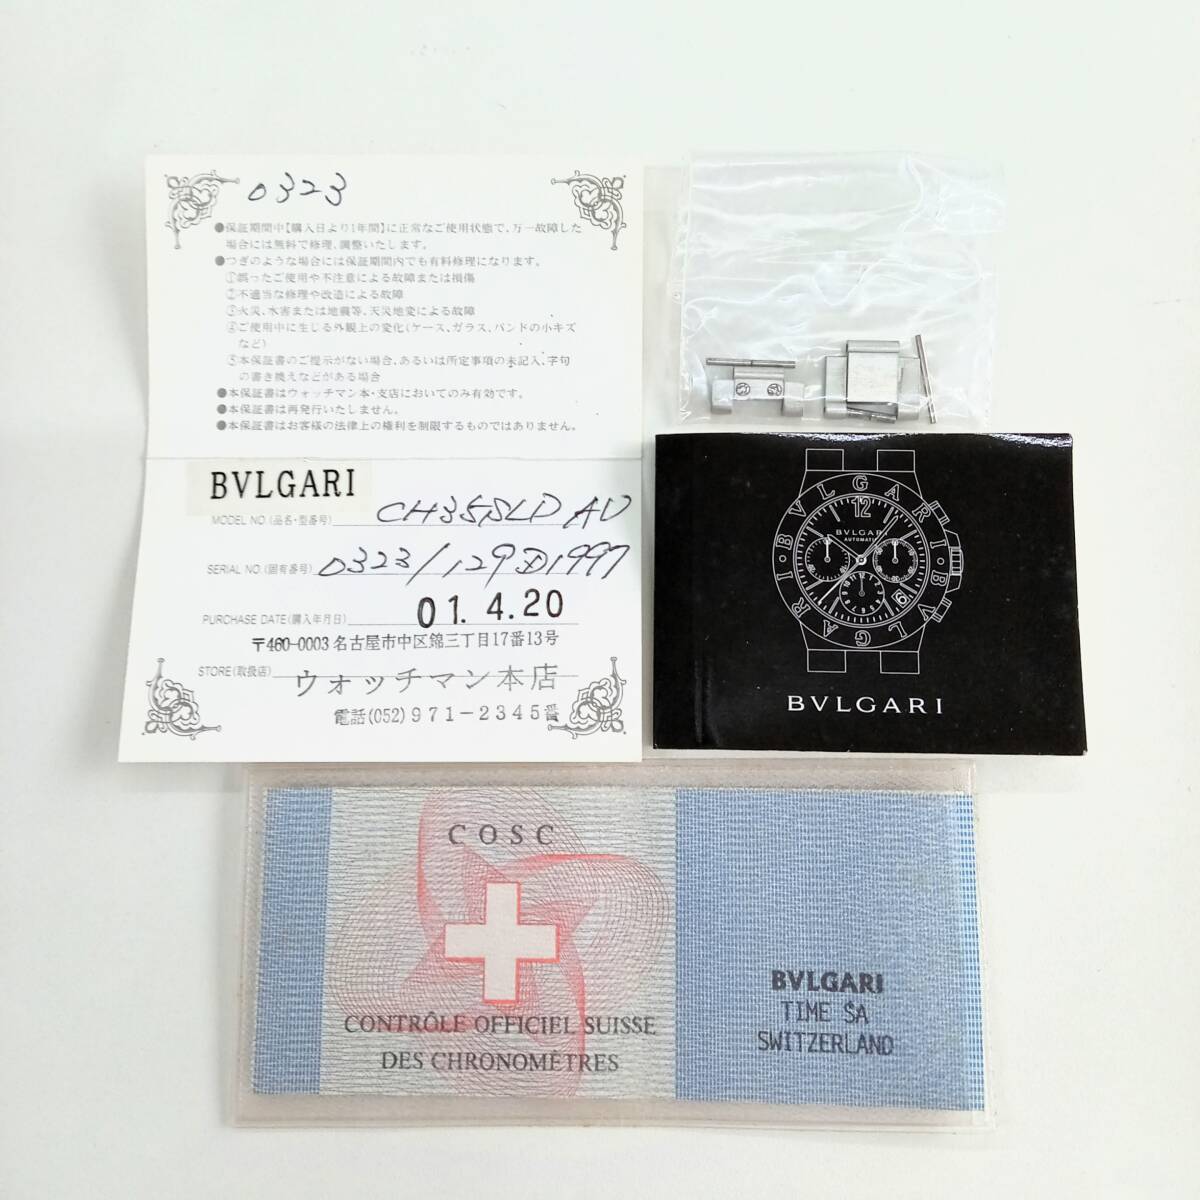 0323
●保証期間中【購入日より1年間】に正常なご使用状態で、万一故障した
場合には無料で修理、調整いたします。
●つぎのような場合には保証期間内でも有料修理になります。
①誤ったご使用や不注意による故障または損傷
②不適当な修理や改造による故障
③火災、水害または地震等、天災地変による故障
④ご使用中に生じる外観上の変化(ケース、ガラス、バンドの小キズ
など)
⑤本保証書のご提示がない場合、あるいは所定事項の未記入、字句
の書き換えなどがある場合
●本保証書はウォッチマン本・支店においてのみ有効です。
●本保証書は再発行いたしません。
●本保証書はお客様の法律上の権利を制限するものではありません。
BVLGARI
MODEL NO.(品名・型番号) CH35SLD AU
SERIAL NO.(固有番号) 0323/129 D1997
PURCHASE DATE(購入年月日) 01.4.20
〒460-0003 名古屋市中区錦三丁目17番13号
STORE(取扱店) ウォッチマン本店
電話(052)971-2345番
BVLGARI BVLGARI
12
BVLGARI
AUTOMATIC
6
BVLGARI
COSC
CONTRÔLE OFFICIEL SUISSE
DES CHRONOMÈTRES
BVLGARI
TIME SA
SWITZERLAND